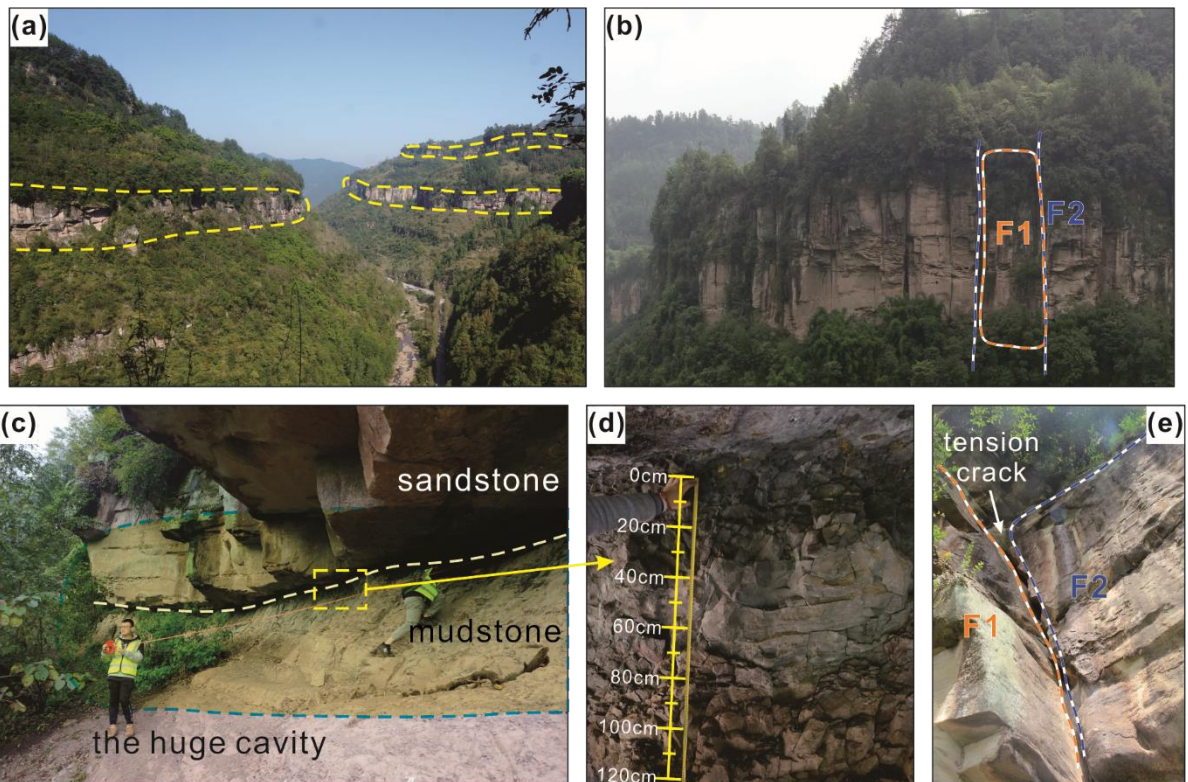 (a)
(b)
F1
F2
(c)
sandstone
mudstone
the huge cavity
(d)
0cm
20cm
40cm
60cm
80cm
100cm
120cm
(e)
tension
crack
F1
F2